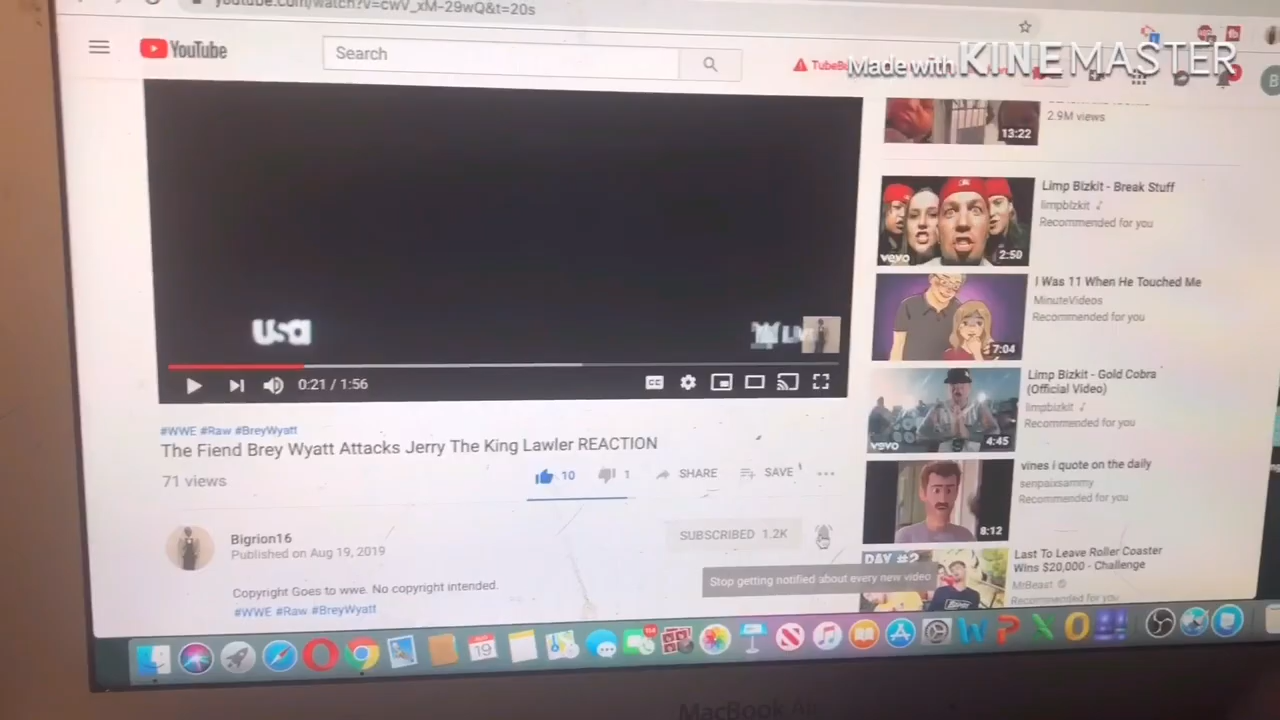 youtube.com/watch?v=cwV_xM-29wQ&t=20s
YouTube
Search
Made with KINEMASTER
13:22
2.9M views
vevo
2:50
Limp Bizkit - Break Stuff
limpbizkit
Recommended for you
7:04
I Was 11 When He Touched Me
MinuteVideos
Recommended for you
vevo
4:45
Limp Bizkit - Gold Cobra
(Official Video)
limpbizkit
Recommended for you
8:12
vines i quote on the daily
senpaixsammy
Recommended for you
DAY #2
Last To Leave Roller Coaster
Wins $20,000 - Challenge
MrBeast
Recommended for you
USA
0:21 / 1:56
CC
#WWE #Raw #BreyWyatt
The Fiend Brey Wyatt Attacks Jerry The King Lawler REACTION
71 views
10
1
SHARE
SAVE
Bigrion16
Published on Aug 19, 2019
SUBSCRIBED 1.2K
Stop getting notified about every new video
Copyright Goes to wwe. No copyright intended.
#WWE #Raw #BreyWyatt
19
MacBook Air